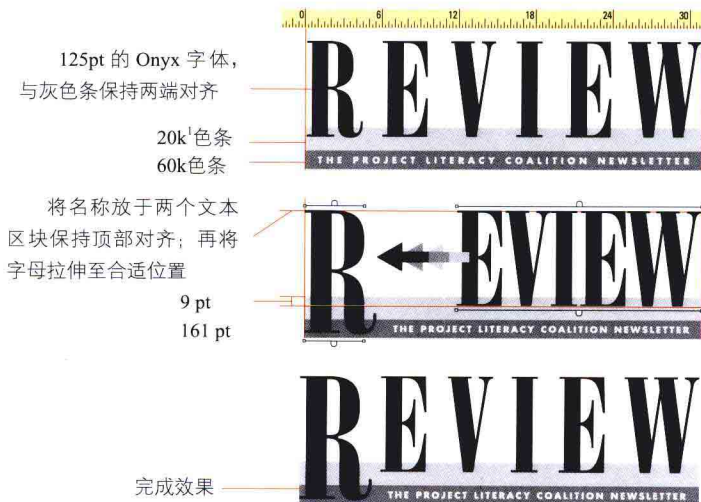 0 6 12 18 24 30
125pt 的 Onyx 字体，
与灰色条保持两端对齐
REVIEW
20k¹色条
60k色条
THE PROJECT LITERACY COALITION NEWSLETTER
将名称放于两个文本
区块保持顶部对齐；再将
字母拉伸至合适位置
REVIEW
9 pt
161 pt
THE PROJECT LITERACY COALITION NEWSLETTER
REVIEW
完成效果
THE PROJECT LITERACY COALITION NEWSLETTER